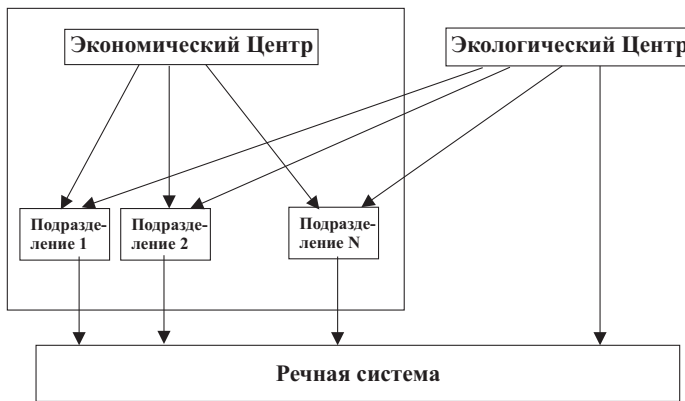 Экономический Центр
Экологический Центр
Подразде-
ление 1
Подразде-
ление 2
Подразде-
ление N
Речная система